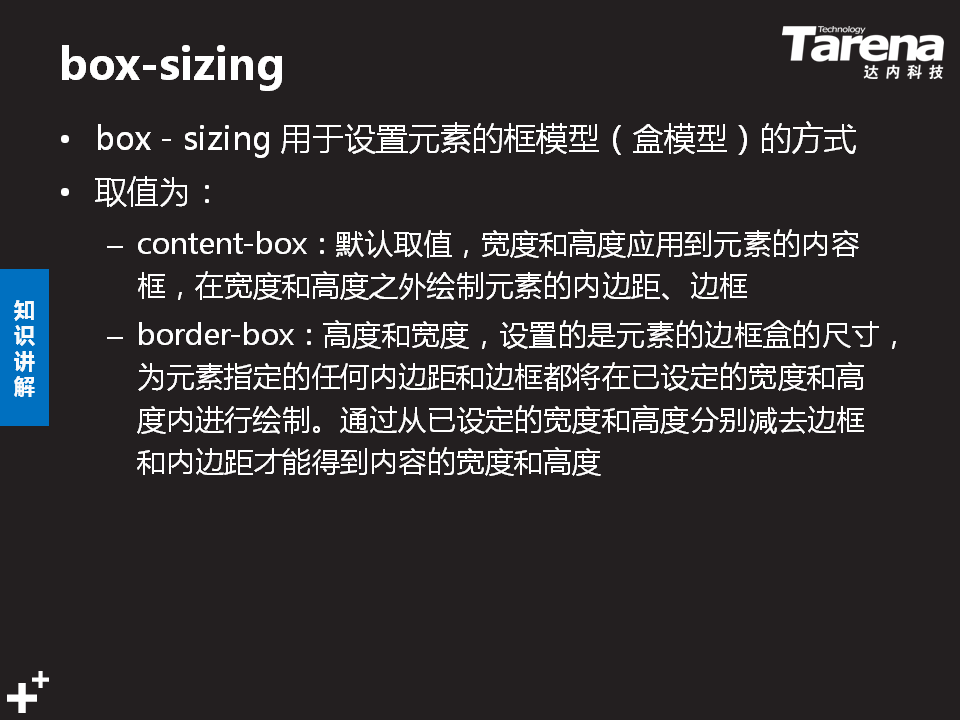 box-sizing
Technology
Tarena
达内科技
• box - sizing 用于设置元素的框模型（盒模型）的方式
• 取值为：
– content-box：默认取值，宽度和高度应用到元素的内容
框，在宽度和高度之外绘制元素的内边距、边框
– border-box：高度和宽度，设置的是元素的边框盒的尺寸，
为元素指定的任何内边距和边框都将在已设定的宽度和高
度内进行绘制。通过从已设定的宽度和高度分别减去边框
和内边距才能得到内容的宽度和高度
知
识
讲
解